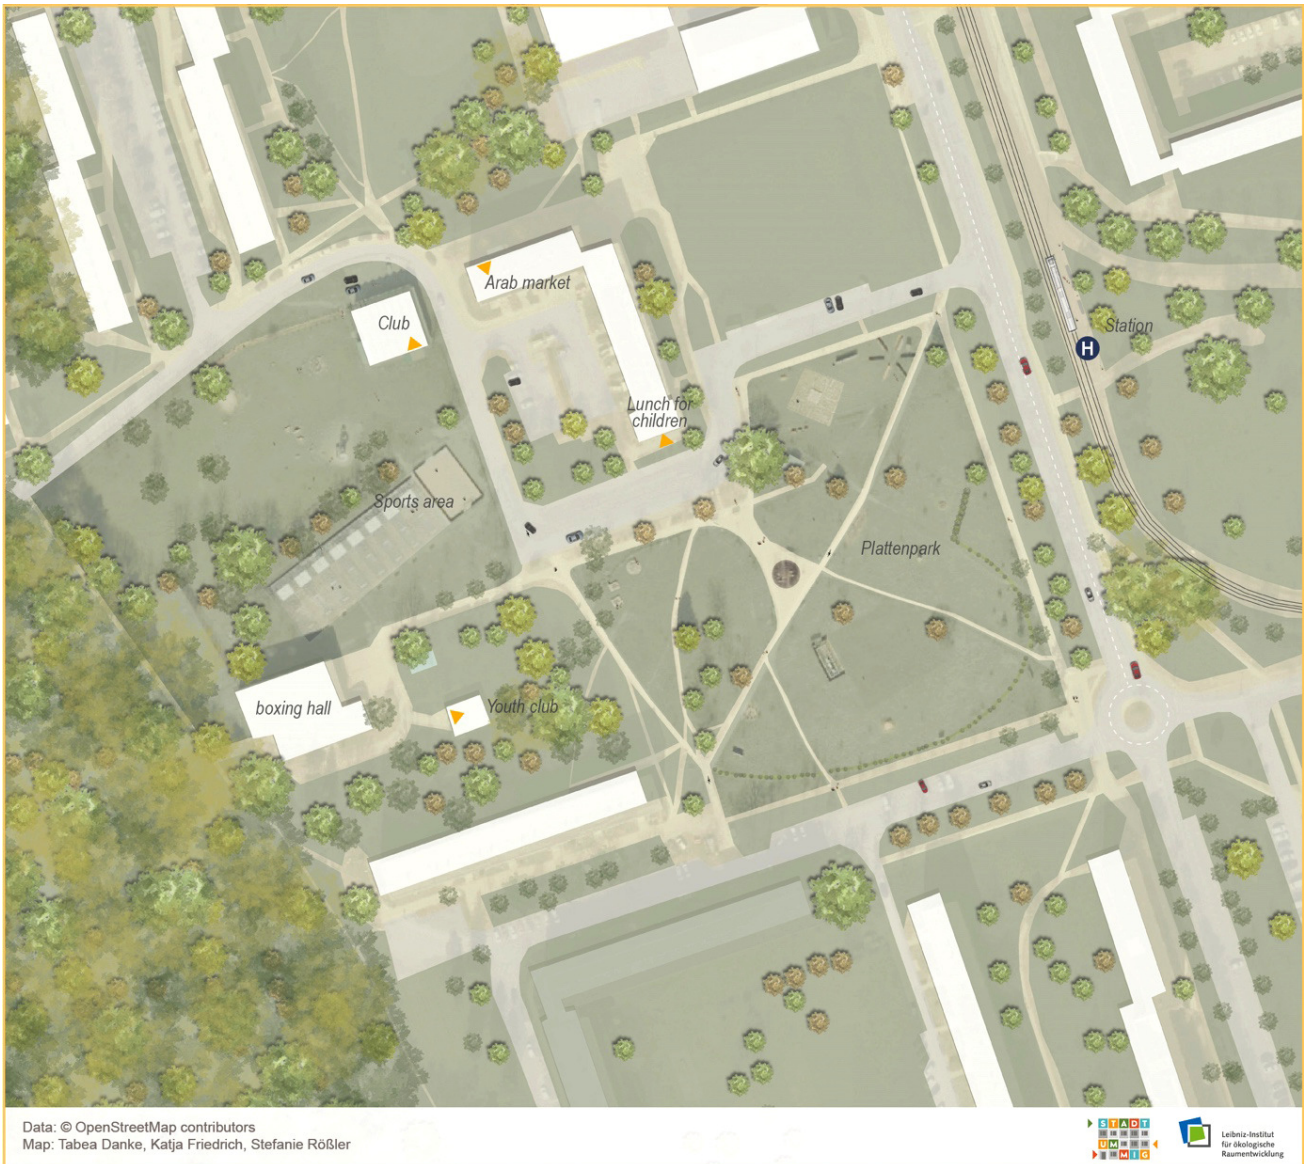 Arab market
Club
Station
H
Lunch for
children
Sports area
Plattenpark
boxing hall
Youth club
Data: © OpenStreetMap contributors
Map: Tabea Danke, Katja Friedrich, Stefanie Rößler
STADT
UM MIG
Leibniz-Institut
für ökologische
Raumentwicklung